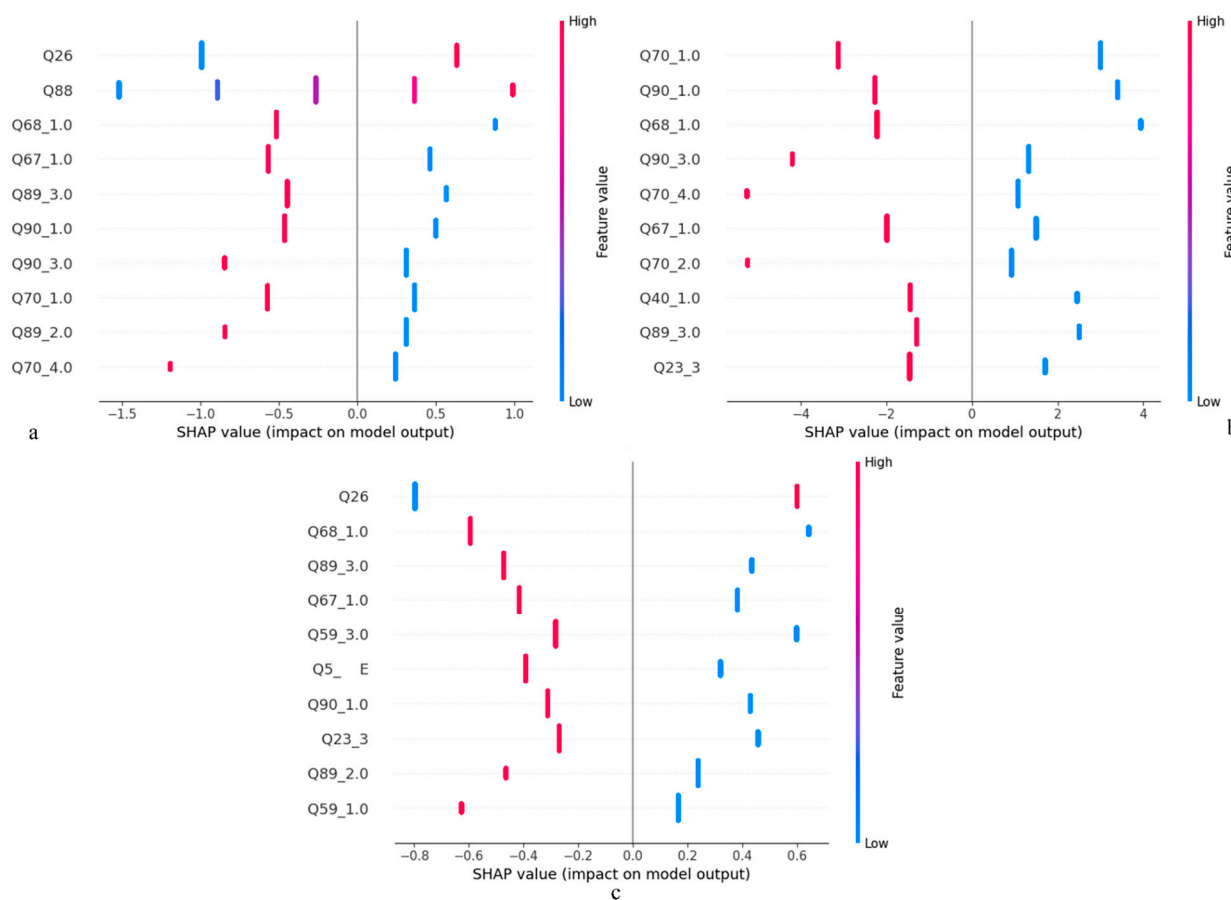 High
Q26
Q88
Q68_1.0
Q67_1.0
Q89_3.0
Q90_1.0
Q90_3.0
Q70_1.0
Q89_2.0
Q70_4.0
Feature value
Low
−1.5 −1.0 −0.5 0.0 0.5 1.0
SHAP value (impact on model output)
a
High
Q70_1.0
Q90_1.0
Q68_1.0
Q90_3.0
Q70_4.0
Q67_1.0
Q70_2.0
Q40_1.0
Q89_3.0
Q23_3
Feature value
Low
−4 −2 0 2 4
SHAP value (impact on model output)
High
Q26
Q68_1.0
Q89_3.0
Q67_1.0
Q59_3.0
Q5_ E
Q90_1.0
Q23_3
Q89_2.0
Q59_1.0
Feature value
Low
−0.8 −0.6 −0.4 −0.2 0.0 0.2 0.4 0.6
SHAP value (impact on model output)
c